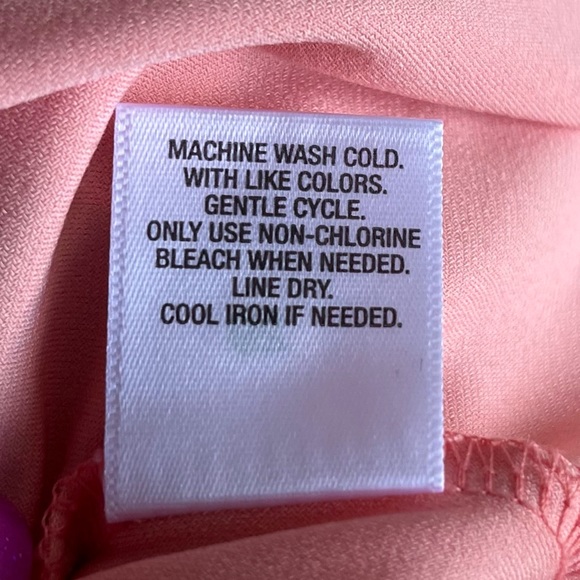 MACHINE WASH COLD.
WITH LIKE COLORS.
GENTLE CYCLE.
ONLY USE NON-CHLORINE
BLEACH WHEN NEEDED.
LINE DRY.
COOL IRON IF NEEDED.